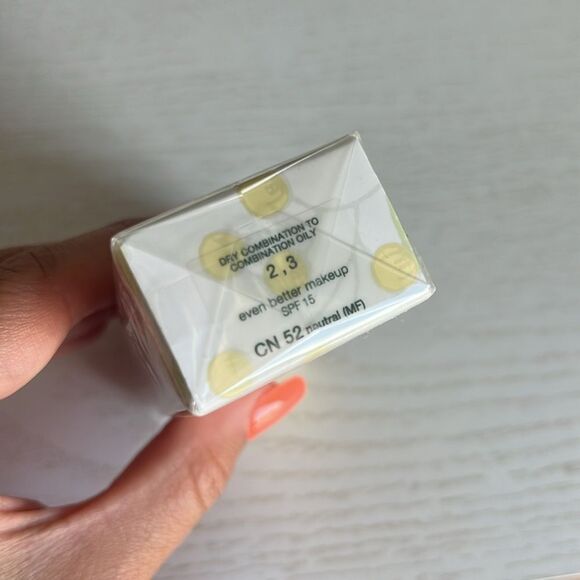 DRY COMBINATION TO
COMBINATION OILY
2,3
even better makeup
SPF 15
CN 52 neutral (MF)